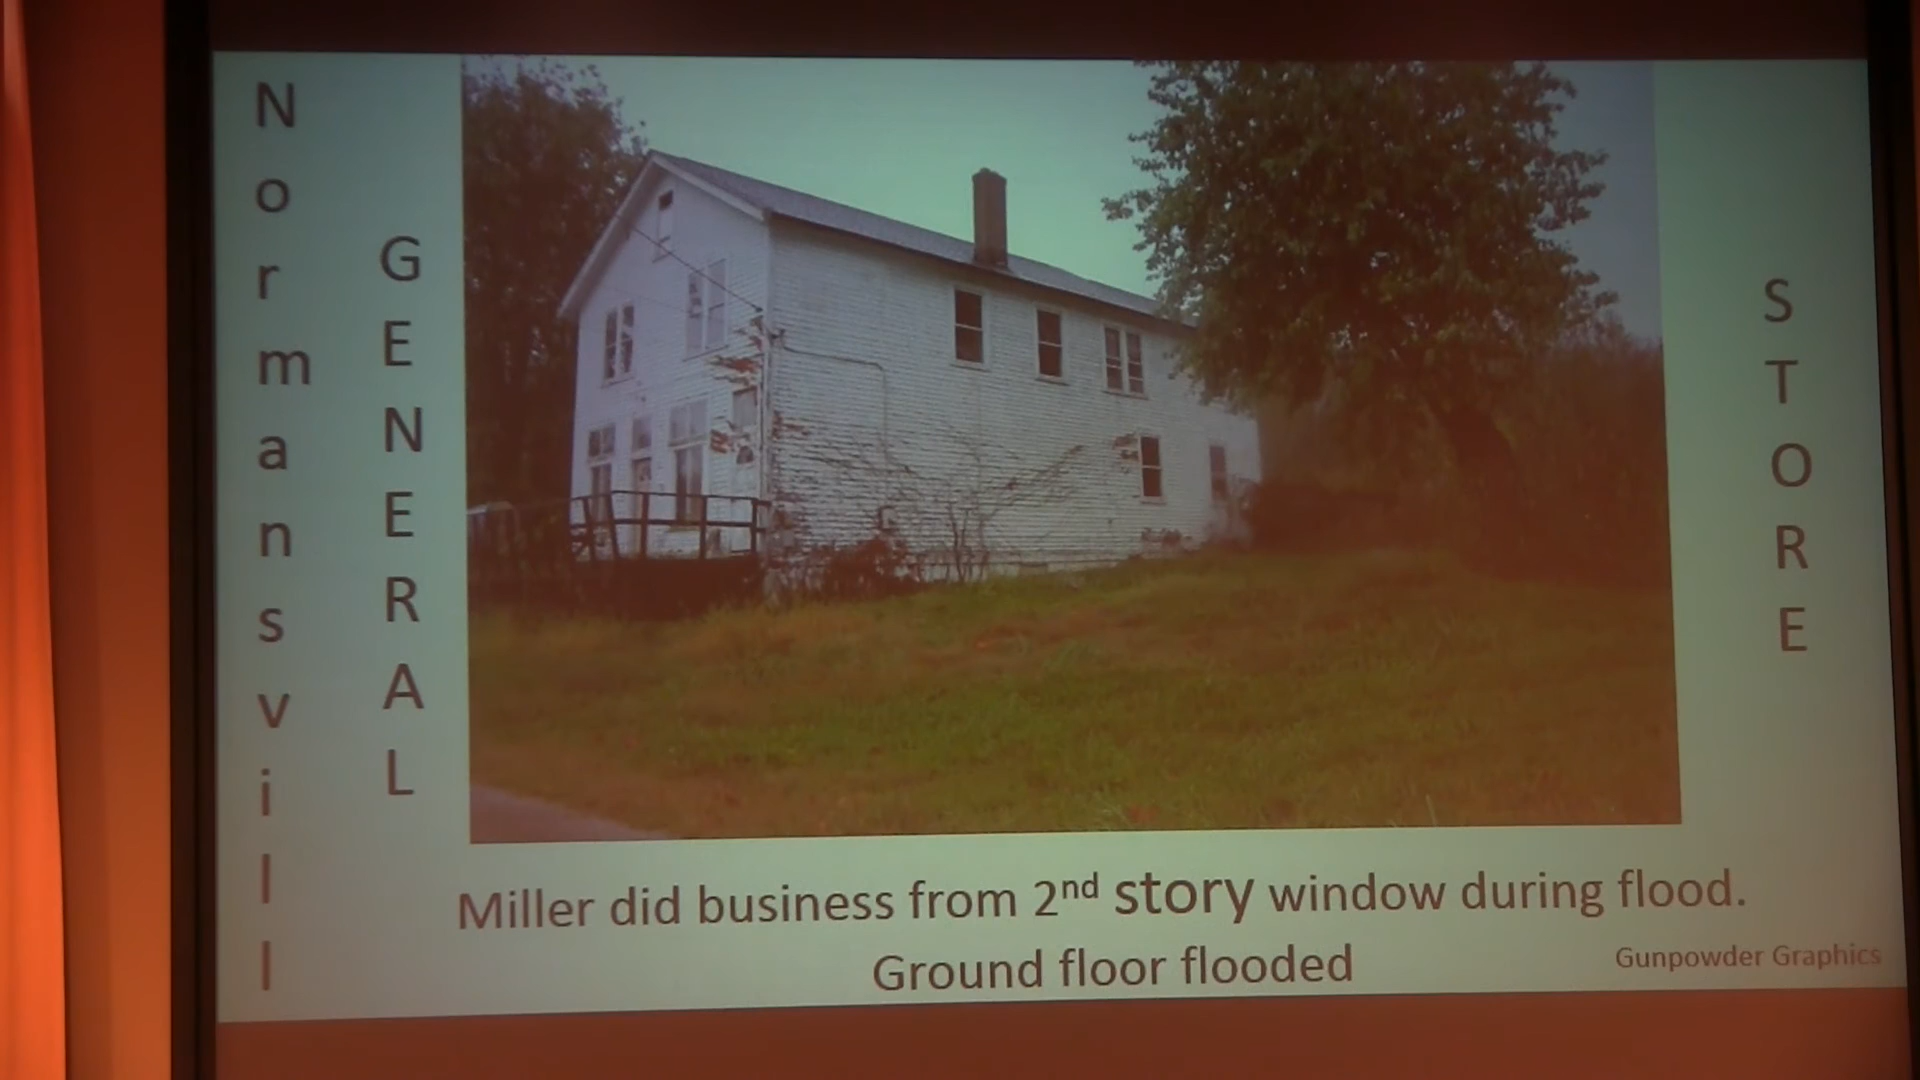 Normansvill
GENERAL
STORE
Miller did business from 2nd story window during flood.
Ground floor flooded
Gunpowder Graphics